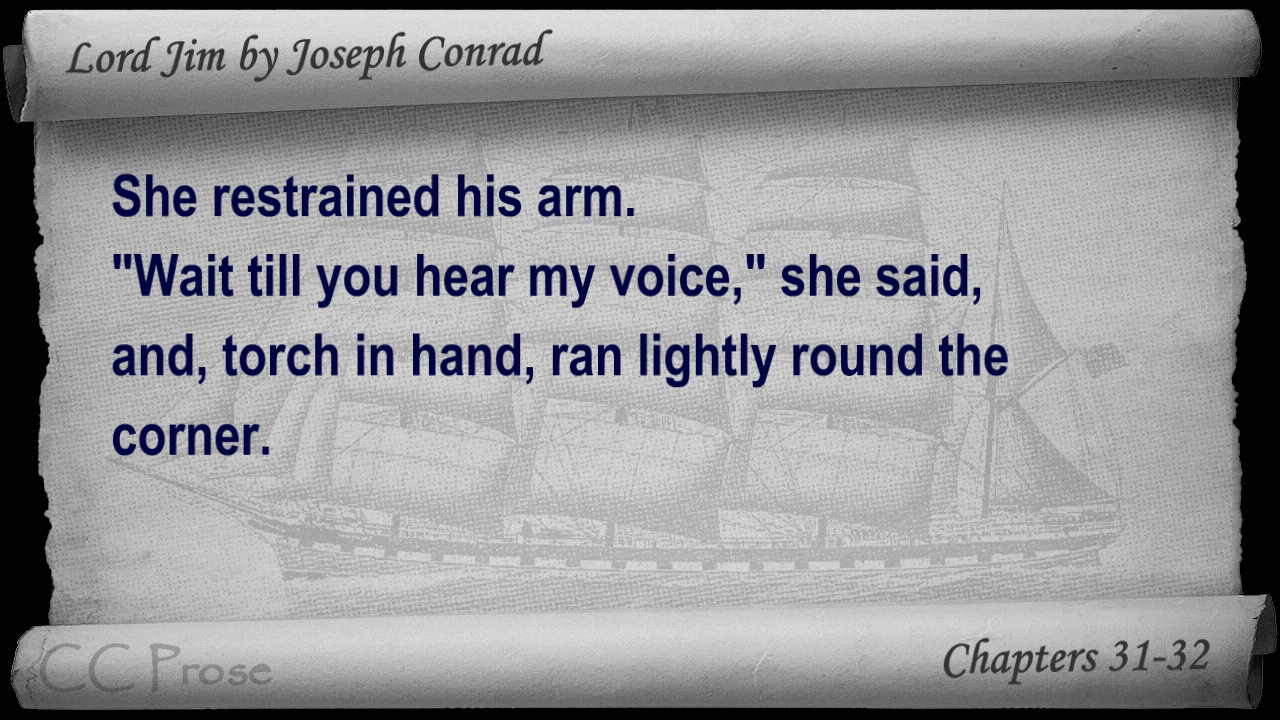 Lord Jim by Joseph Conrad
She restrained his arm.
"Wait till you hear my voice," she said,
and, torch in hand, ran lightly round the
corner.
CC Prose
Chapters 31-32